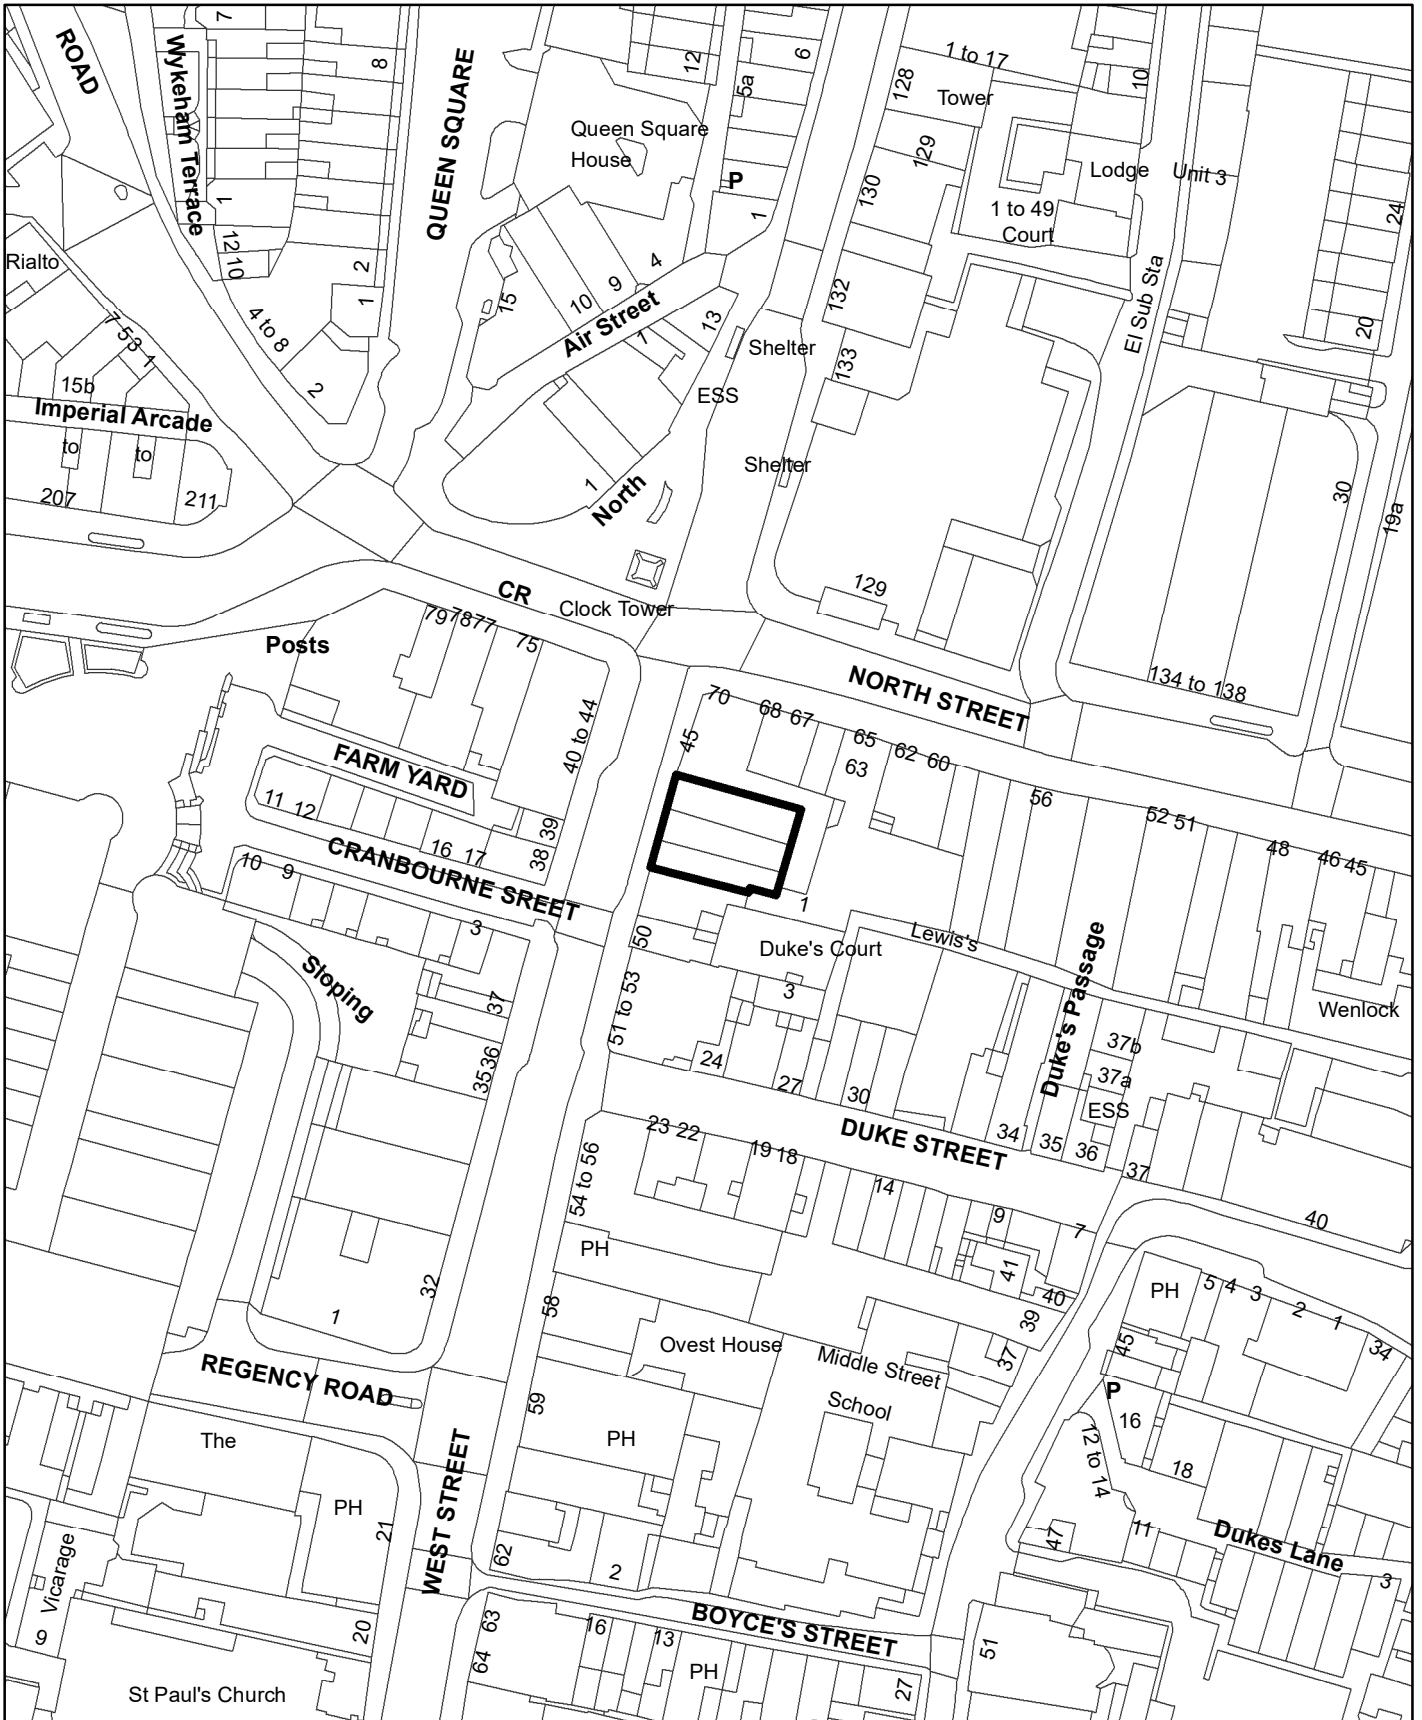 ROAD
7
Wykeham Terrace
8
QUEEN SQUARE
12
5a
6
1 to 17
128
Tower
10
Queen Square
House
129
130
P
Lodge
Unit 3
1
1
1 to 49
Court
24
1210
Rialto
2
1
15
4
9
10
Air Street
1
13
132
El Sub Sta
20
4 to 8
7
53
1
Shelter
133
15b
2
ESS
Imperial Arcade
to
to
Shelter
207
211
1
North
30
19a
CR
Clock Tower
129
797877
75
Posts
134 to 138
NORTH STREET
70
68
67
65
62
60
63
40 to 44
45
FARM YARD
11
12
16
17
39
38
56
52
51
48
46
45
CRANBOURNE SREET
10
9
1
3
50
Duke's Court
Lewis's
Sloping
37
51 to 53
3
Duke's Passage
Wenlock
3536
24
27
30
37b
37a
ESS
34
35
36
37
DUKE STREET
23
22
19
18
54 to 56
14
9
7
40
PH
41
40
39
32
1
58
PH
5
4
3
2
1
34
Ovest House
Middle Street
School
37
45
REGENCY ROAD
59
P
16
The
PH
12 to 14
18
WEST STREET
PH
21
62
2
47
11
Dukes Lane
3
Vicarage
9
20
63
64
16
13
BOYCE'S STREET
PH
27
51
St Paul's Church